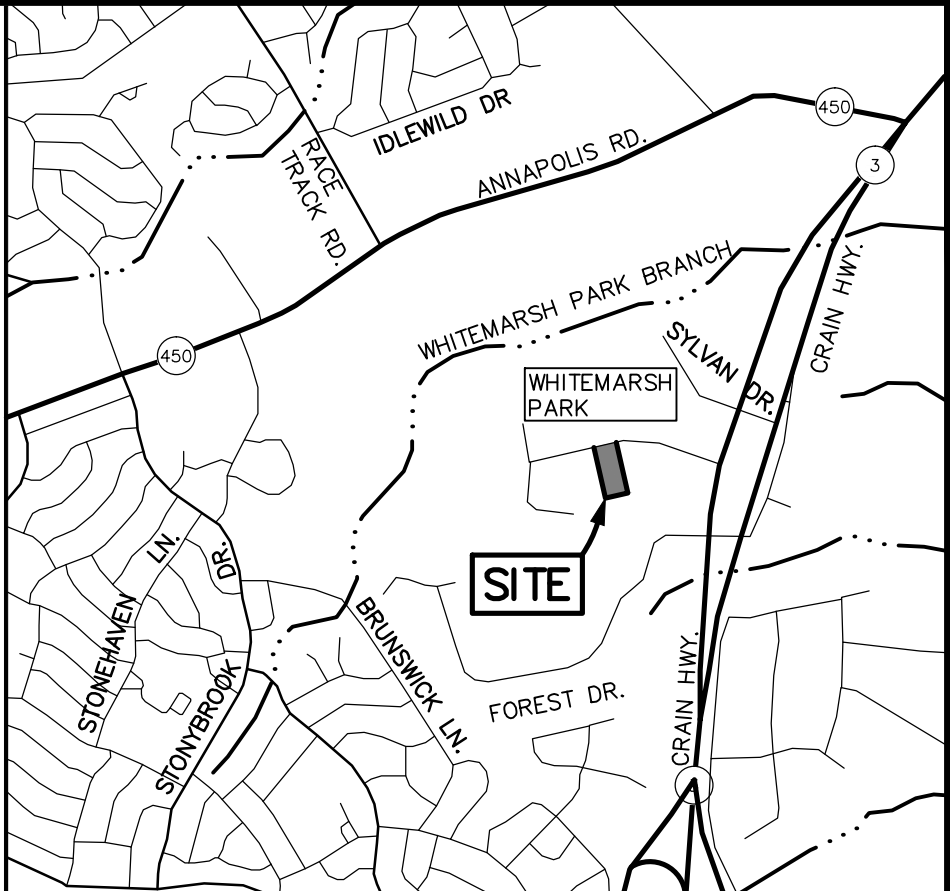 450
3
IDLEWILD DR
RACE
TRACK RD.
ANNAPOLIS RD.
WHITEMARSH PARK BRANCH
CRAIN HWY.
450
SYLVAN DR.
WHITEMARSH
PARK
SITE
STONEHAVEN LN.
STONYBROOK DR.
BRUNSWICK LN.
FOREST DR.
CRAIN HWY.